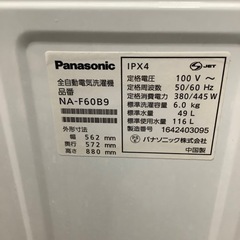 Panasonic
全自動電気洗濯機
品番
NA-F60B9
外形寸法
幅 562 mm
奥行 572 mm
高さ 880 mm
IPX4
JET
定格電圧 100 V～
定格周波数 50/60 Hz
定格消費電力 380/445 W
標準洗濯容量 6.0 kg
標準水量 49 L
標準使用水量 116 L
製造番号 1642403095
パナソニック株式会社
中国製